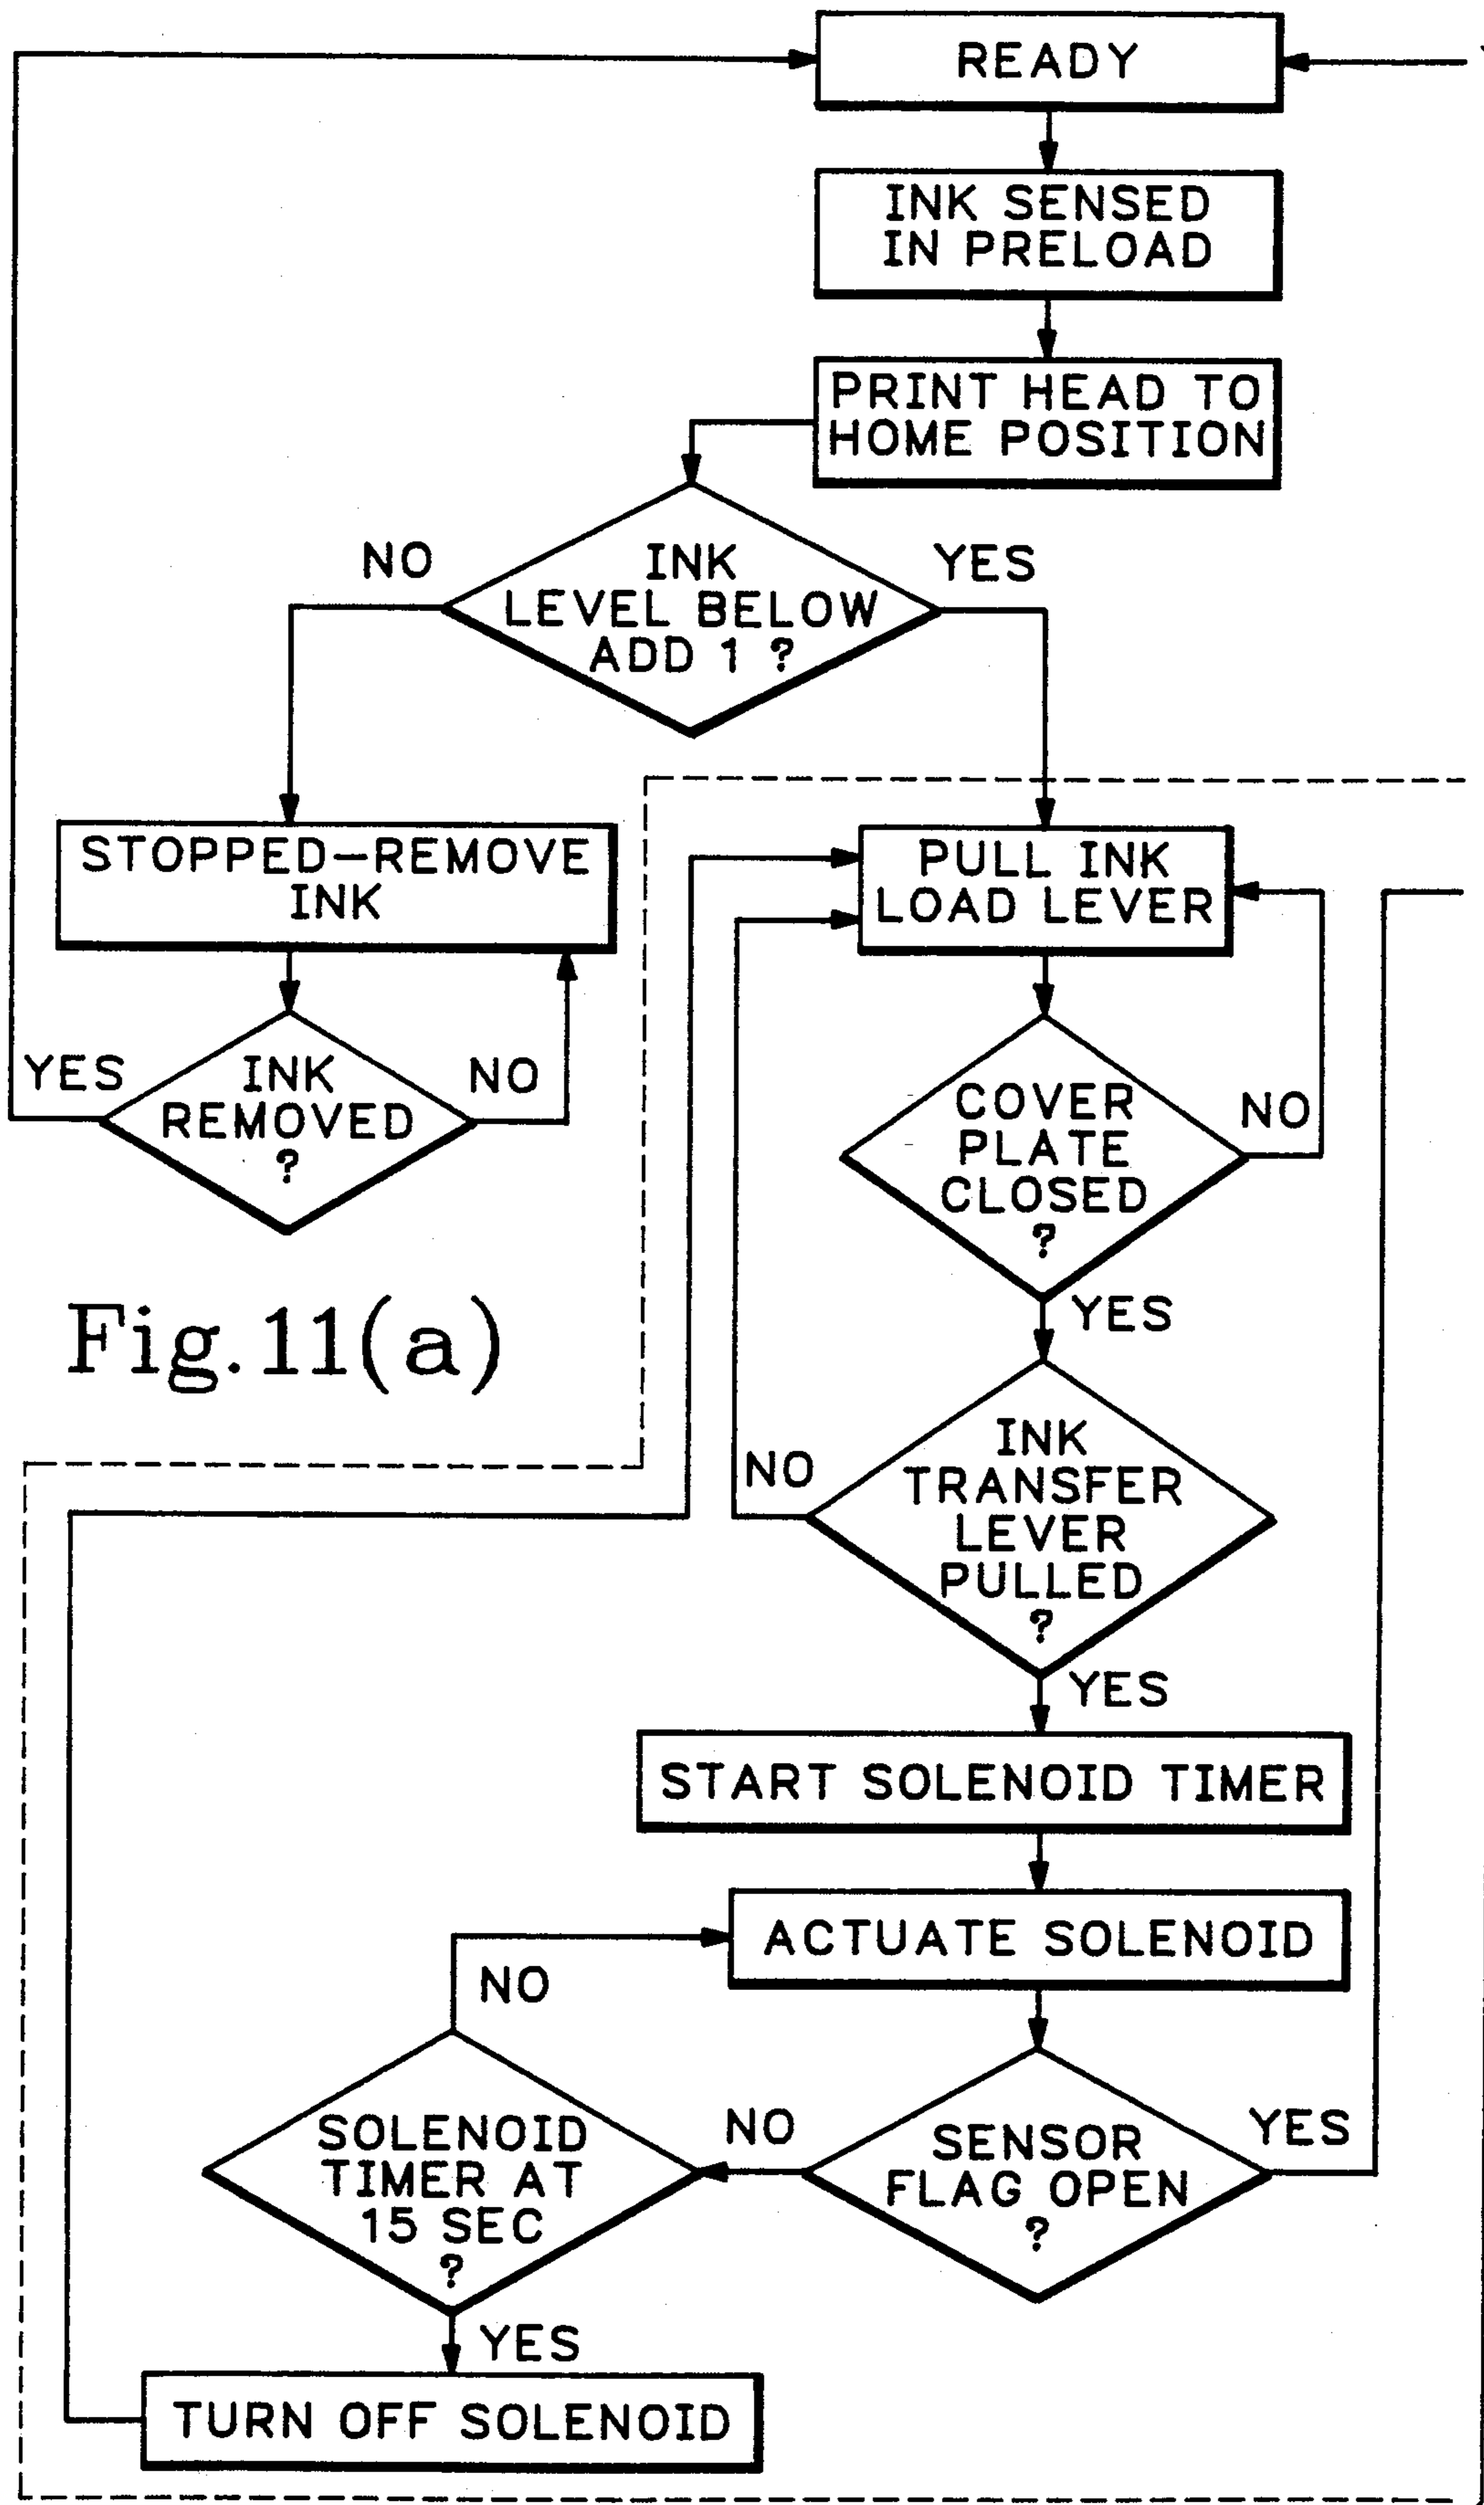 READY
INK SENSED
IN PRELOAD
PRINT HEAD TO
HOME POSITION
NO
INK
LEVEL BELOW
ADD 1 ?
YES
STOPPED-REMOVE
INK
PULL INK
LOAD LEVER
YES
INK
REMOVED
?
NO
COVER
PLATE
CLOSED
?
NO
YES
Fig.11(a)
NO
INK
TRANSFER
LEVER
PULLED
?
YES
START SOLENOID TIMER
ACTUATE SOLENOID
NO
SOLENOID
TIMER AT
15 SEC
?
NO
SENSOR
FLAG OPEN
?
YES
YES
TURN OFF SOLENOID